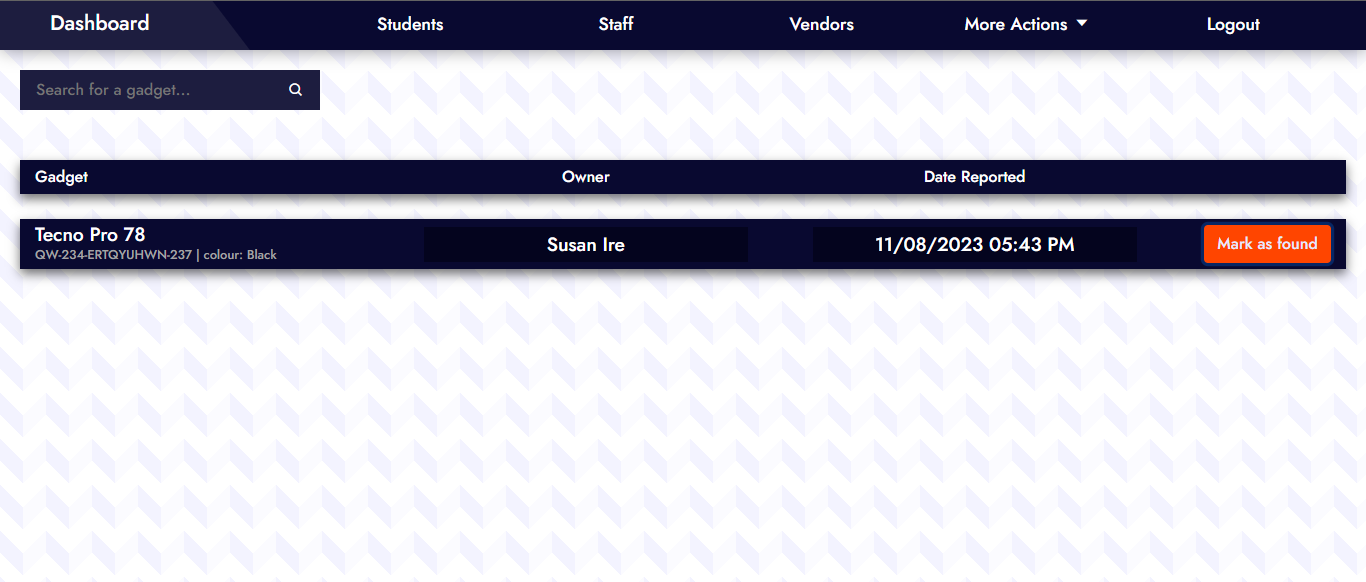 Dashboard Students Staff Vendors More Actions Logout
Search for a gadget...
Gadget Owner Date Reported
Tecno Pro 78
QW-234-ERTQYUHWN-237 | colour: Black
Susan Ire
11/08/2023 05:43 PM
Mark as found